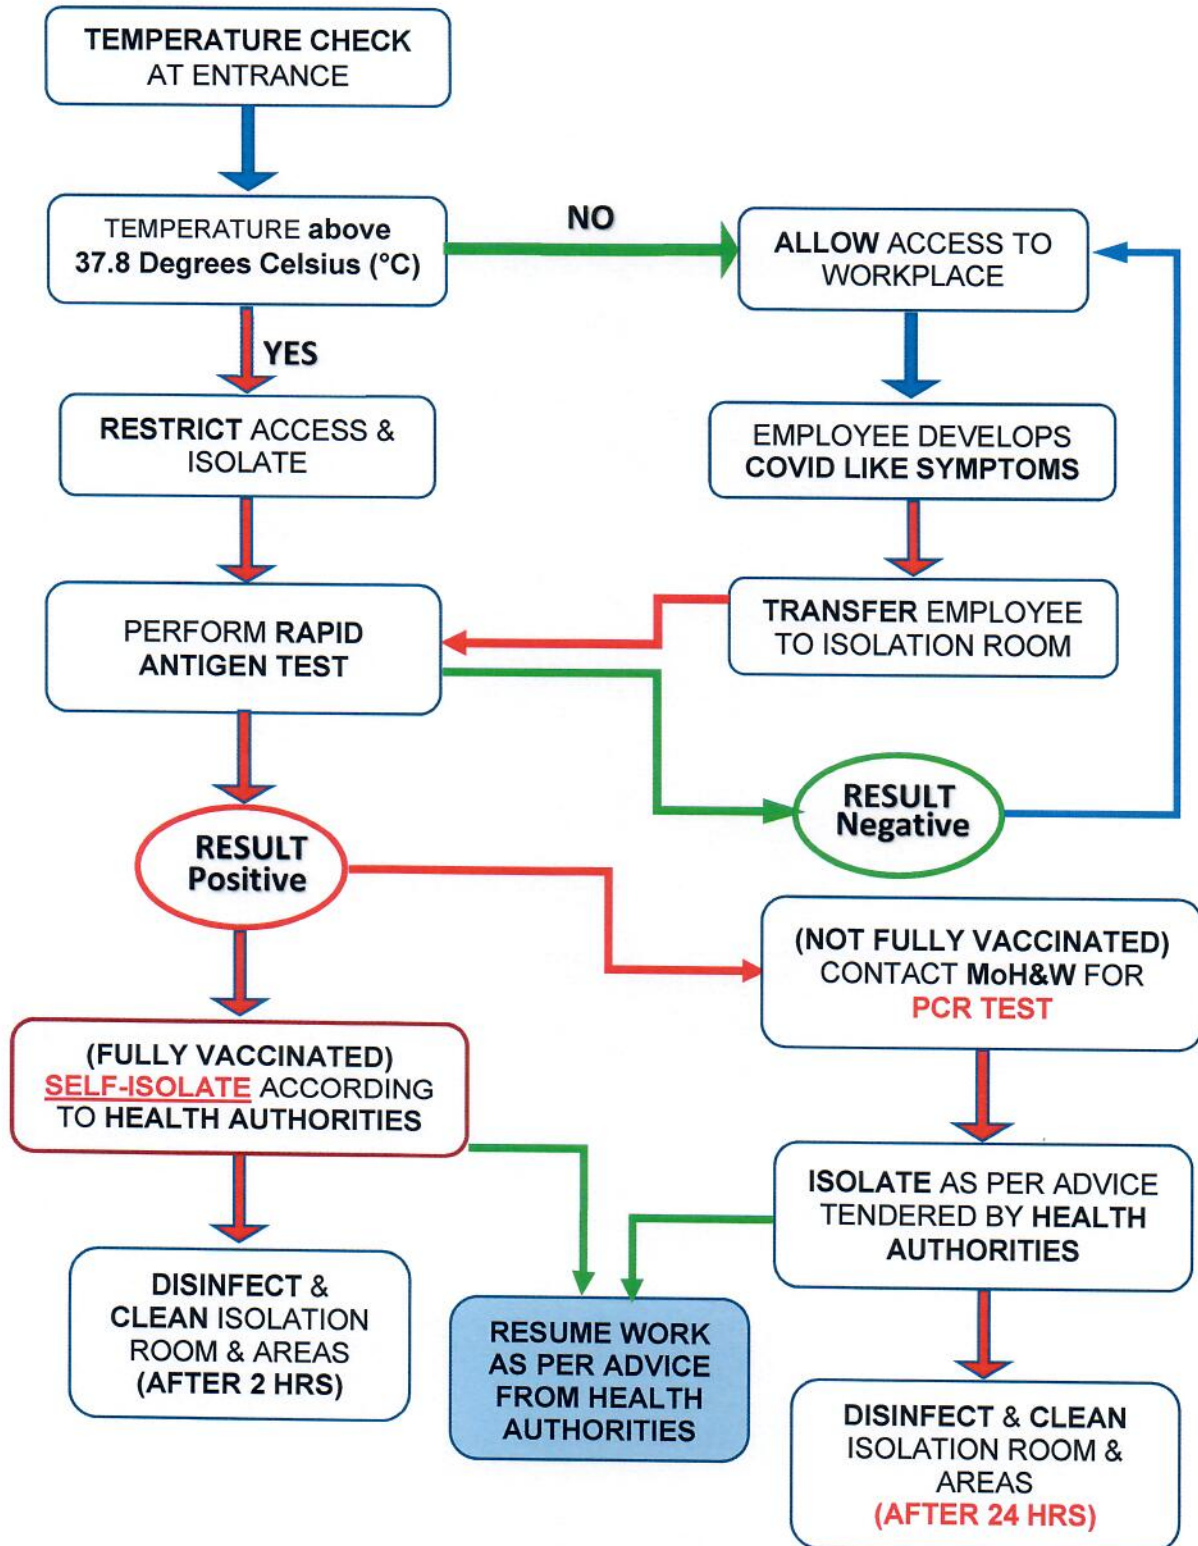 TEMPERATURE CHECK
AT ENTRANCE
TEMPERATURE above
37.8 Degrees Celsius (°C)
NO
ALLOW ACCESS TO
WORKPLACE
YES
RESTRICT ACCESS &
ISOLATE
EMPLOYEE DEVELOPS
COVID LIKE SYMPTOMS
PERFORM RAPID
ANTIGEN TEST
TRANSFER EMPLOYEE
TO ISOLATION ROOM
RESULT
Negative
RESULT
Positive
(NOT FULLY VACCINATED)
CONTACT MoH&W FOR
PCR TEST
(FULLY VACCINATED)
SELF-ISOLATE ACCORDING
TO HEALTH AUTHORITIES
ISOLATE AS PER ADVICE
TENDERED BY HEALTH
AUTHORITIES
DISINFECT &
CLEAN ISOLATION
ROOM & AREAS
(AFTER 2 HRS)
RESUME WORK
AS PER ADVICE
FROM HEALTH
AUTHORITIES
DISINFECT & CLEAN
ISOLATION ROOM &
AREAS
(AFTER 24 HRS)